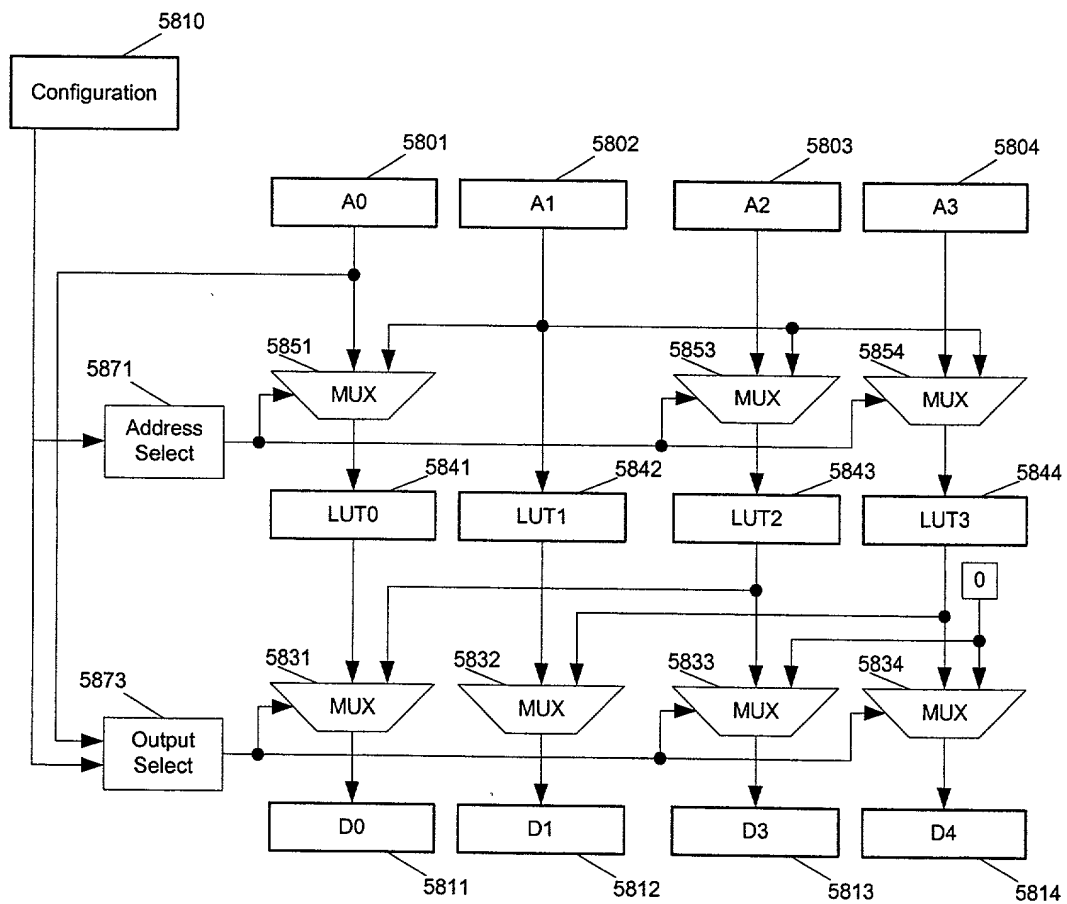 5810
Configuration
5801
5802
5803
5804
A0
A1
A2
A3
5851
5853
5854
5871
MUX
MUX
MUX
Address
Select
5841
5842
5843
5844
LUT0
LUT1
LUT2
LUT3
0
5831
5832
5833
5834
5873
MUX
MUX
MUX
MUX
Output
Select
D0
D1
D3
D4
5811
5812
5813
5814